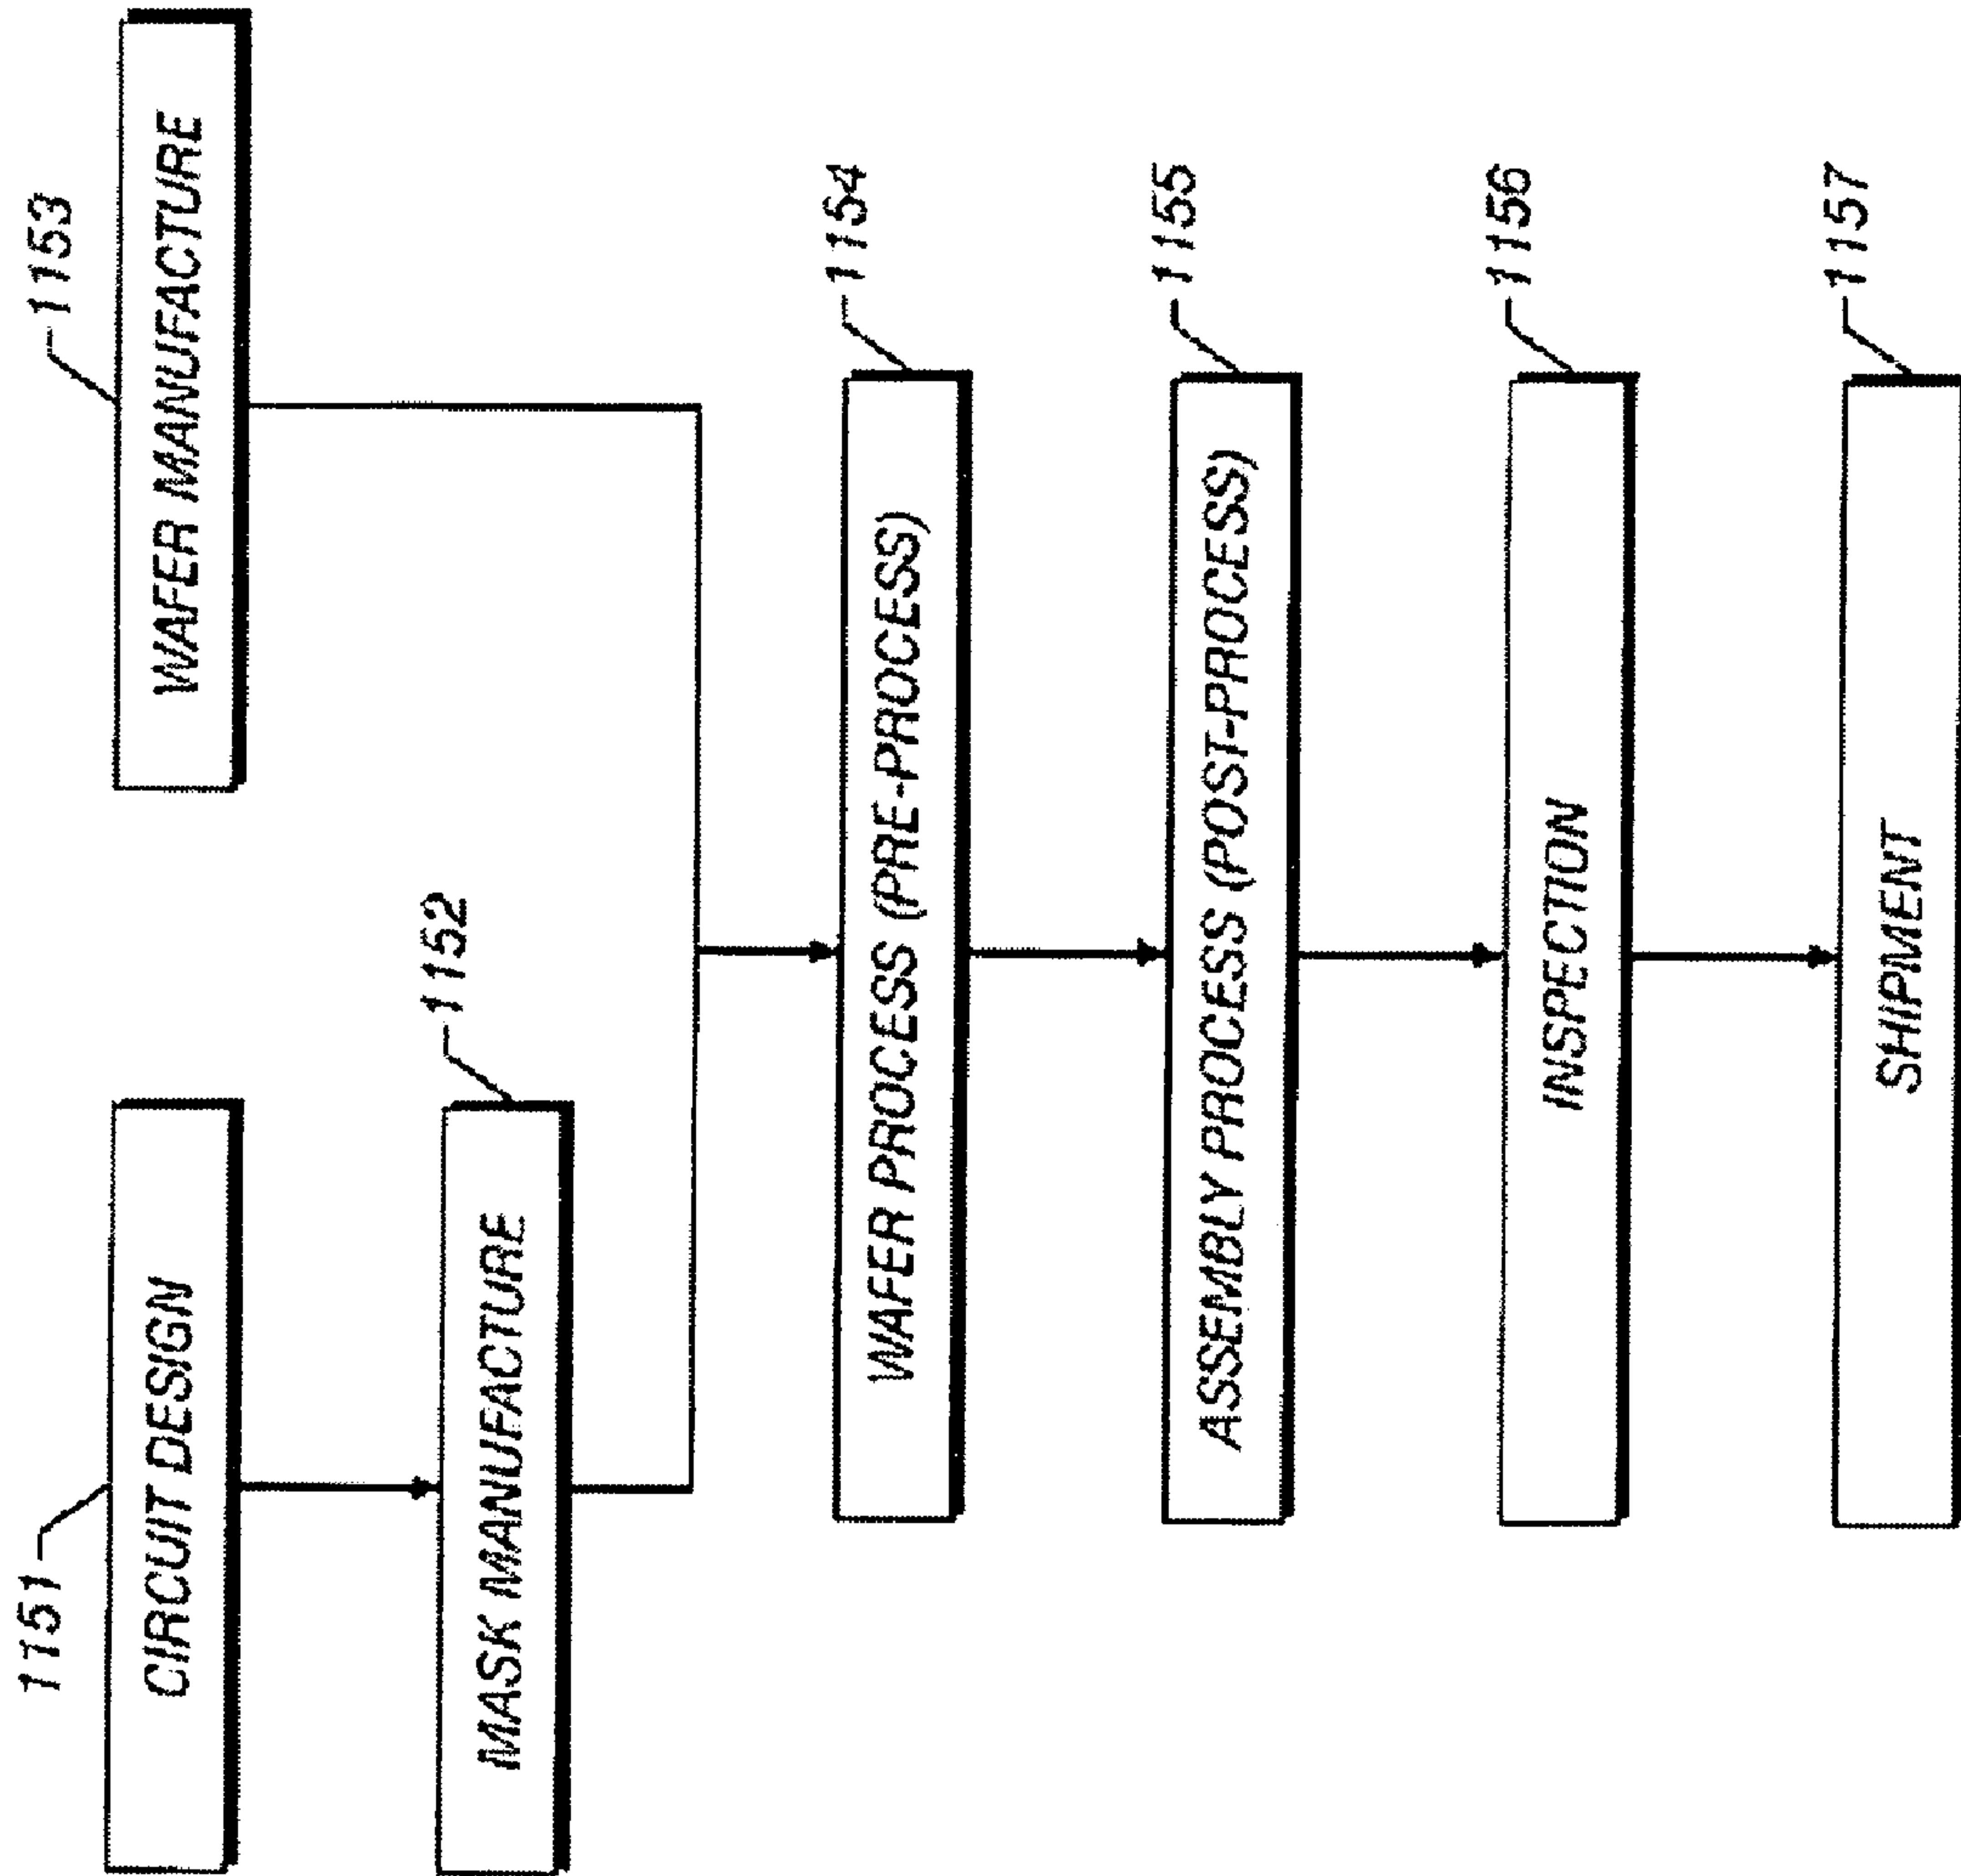 1151
CIRCUIT DESIGN
1153
WAFER MANUFACTURE
1152
MASK MANUFACTURE
1154
WAFER PROCESS (PRE-PROCESS)
1155
ASSEMBLY PROCESS (POST-PROCESS)
1156
INSPECTION
1157
SHIPMENT